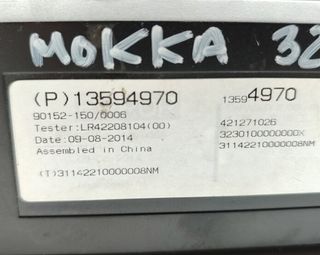 MOKKA 32
(P)13594970 13594970
90152-150/0006 421271026
Tester:LR42208104(00) 3230100000000X
Date:09-08-2014 31142210000008NM
Assembled in China
(T)31142210000008NM